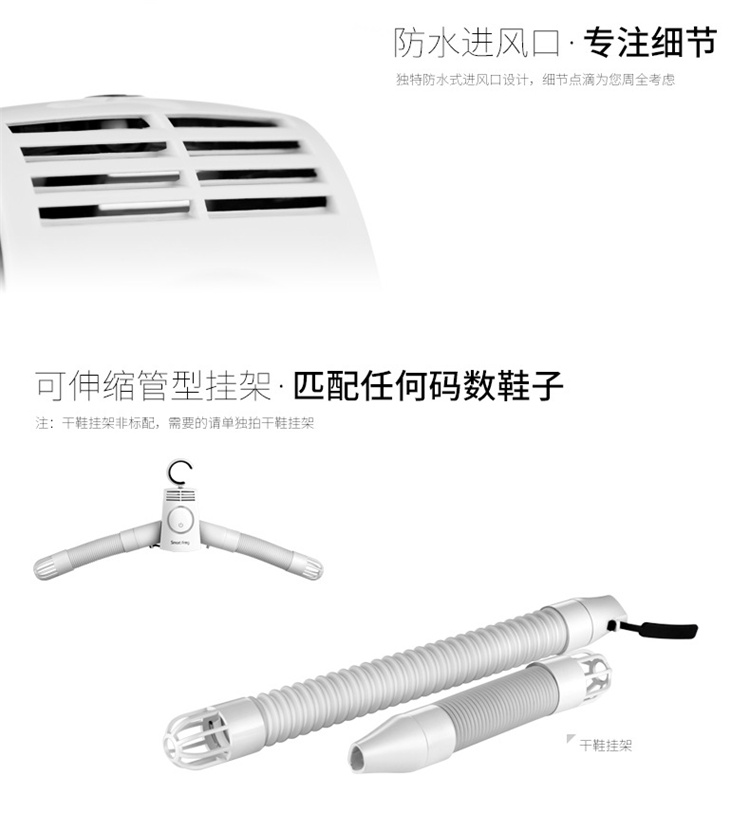 防水进风口·专注细节
独特防水式进风口设计，细节点滴为您周全考虑
可伸缩管型挂架·匹配任何码数鞋子
注：干鞋挂架非标配，需要的请单独拍干鞋挂架
干鞋挂架